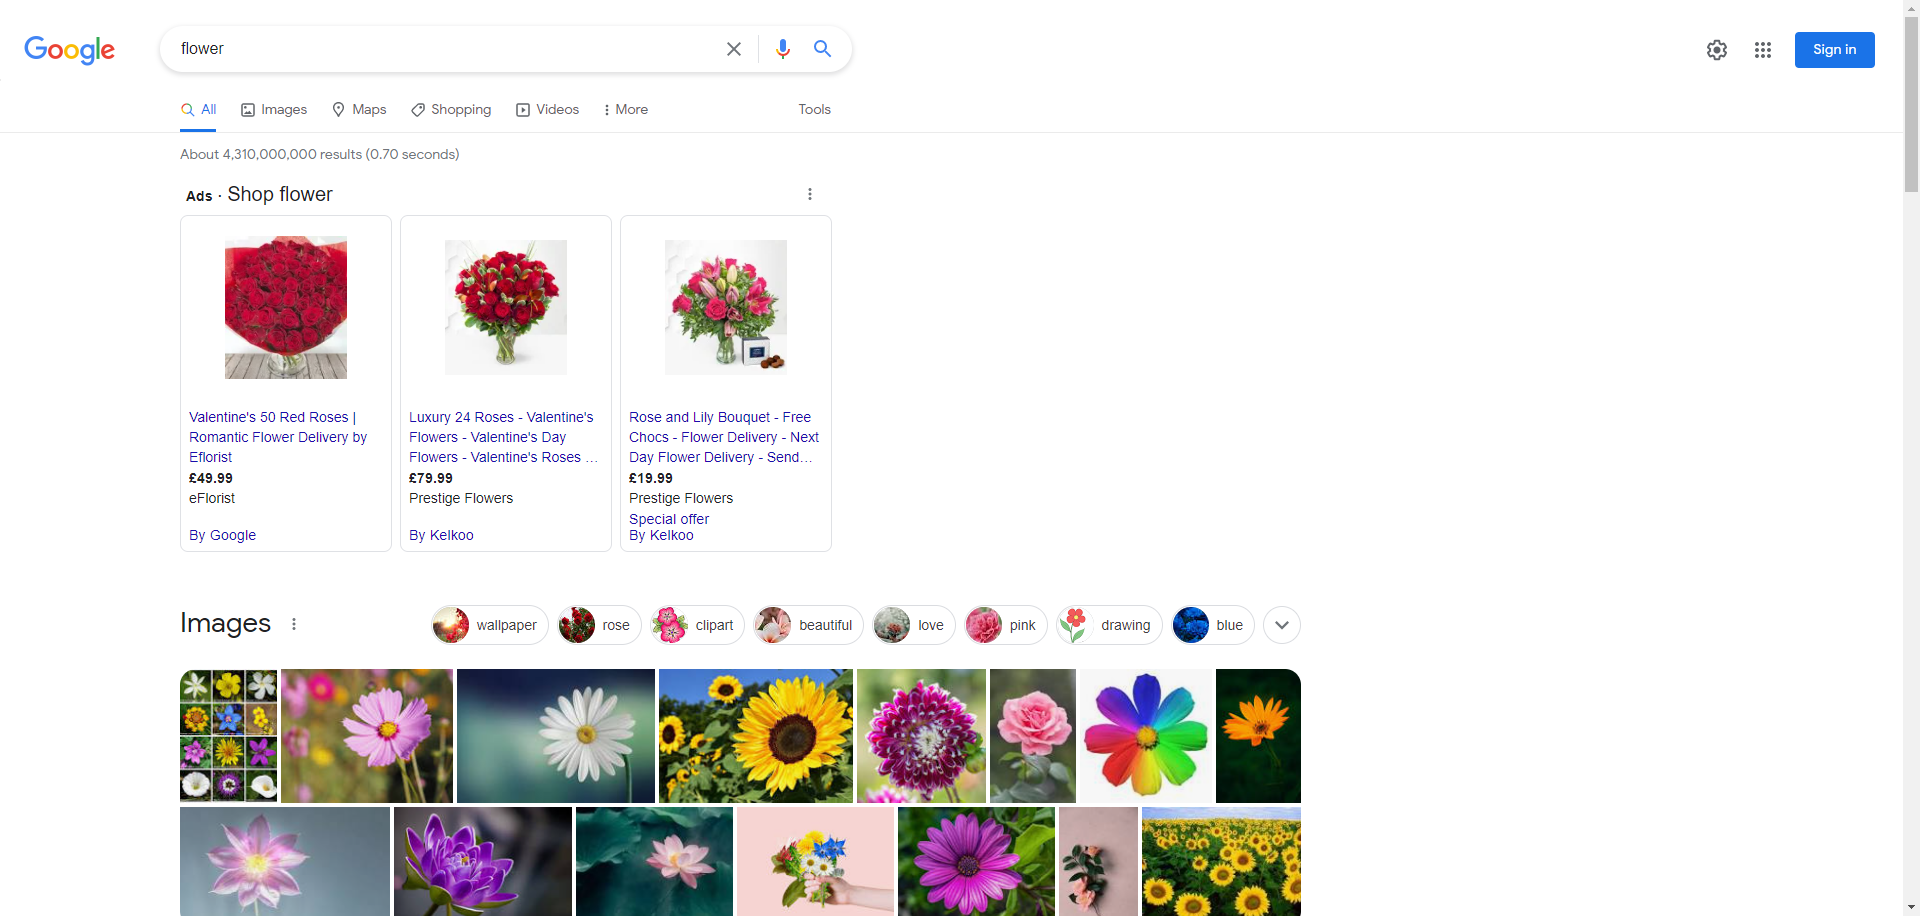 Google
flower
Sign in
All
Images
Maps
Shopping
Videos
More
Tools
About 4,310,000,000 results (0.70 seconds)
Ads · Shop flower
Valentine's 50 Red Roses |
Romantic Flower Delivery by
Eflorist
£49.99
eFlorist
By Google
Luxury 24 Roses - Valentine's
Flowers - Valentine's Day
Flowers - Valentine's Roses ...
£79.99
Prestige Flowers
By Kelkoo
Rose and Lily Bouquet - Free
Chocs - Flower Delivery - Next
Day Flower Delivery - Send...
£19.99
Prestige Flowers
Special offer
By Kelkoo
Images
wallpaper
rose
clipart
beautiful
love
pink
drawing
blue